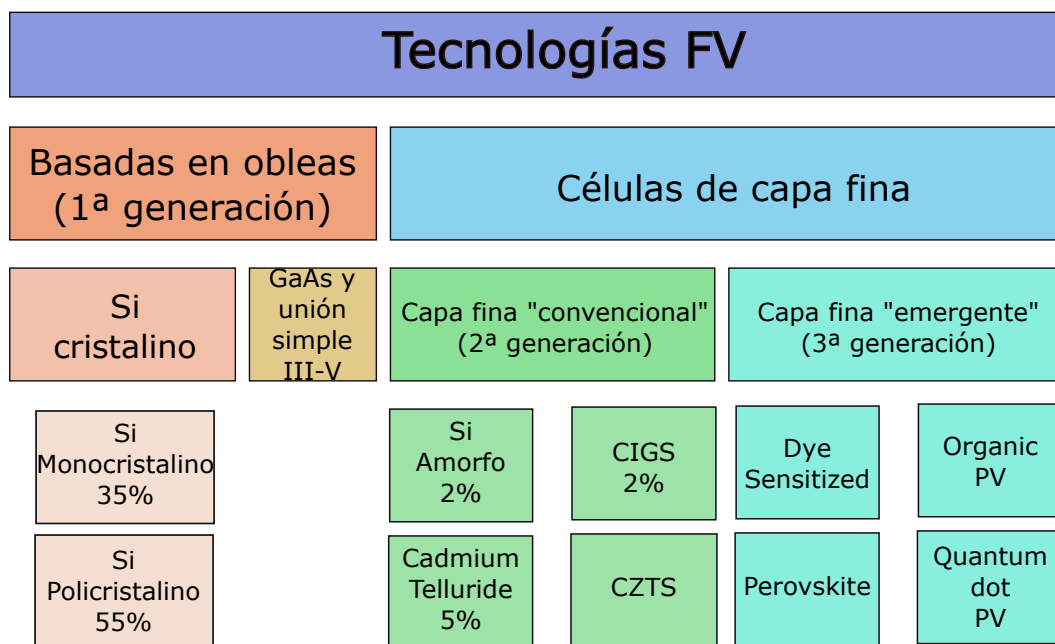 Tecnologías FV
Basadas en obleas
(1ª generación)
Células de capa fina
Si
cristalino
GaAs y
unión
simple
III-V
Capa fina "convencional"
(2ª generación)
Capa fina "emergente"
(3ª generación)
Si
Monocristalino
35%
Si
Amorfo
2%
CIGS
2%
Dye
Sensitized
Organic
PV
Si
Policristalino
55%
Cadmium
Telluride
5%
CZTS
Perovskite
Quantum
dot
PV